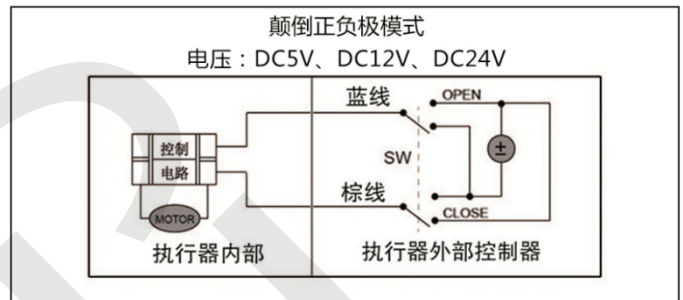 颠倒正负极模式
电压：DC5V、DC12V、DC24V
蓝线
OPEN
控制
电路
SW
±
棕线
MOTOR
CLOSE
执行器内部
执行器外部控制器